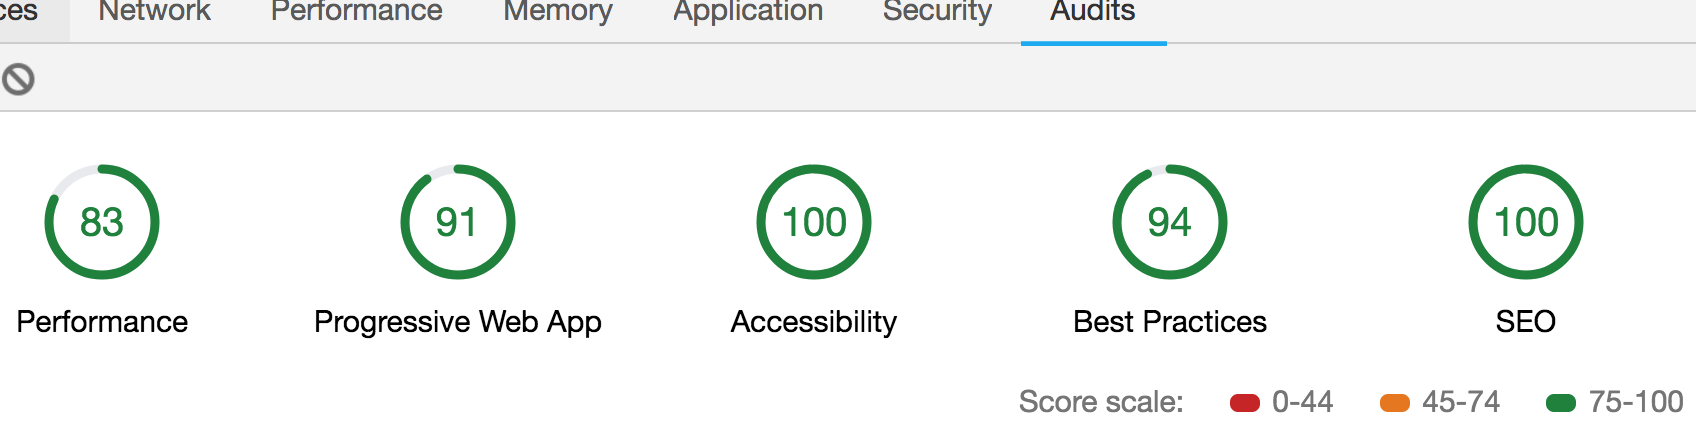 Network Performance Memory Application Security Audits
83 91 100 94 100
Performance Progressive Web App Accessibility Best Practices SEO
Score scale: 0-44 45-74 75-100